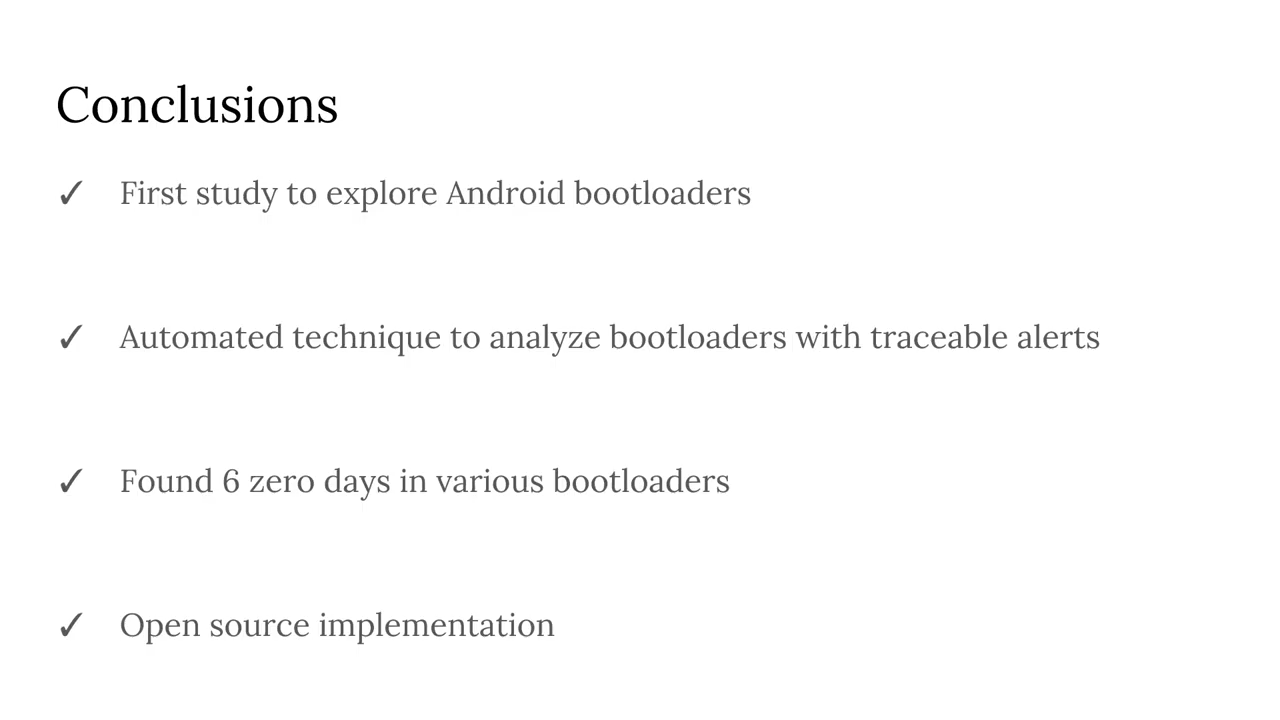 Conclusions
✓ First study to explore Android bootloaders
✓ Automated technique to analyze bootloaders with traceable alerts
✓ Found 6 zero days in various bootloaders
✓ Open source implementation